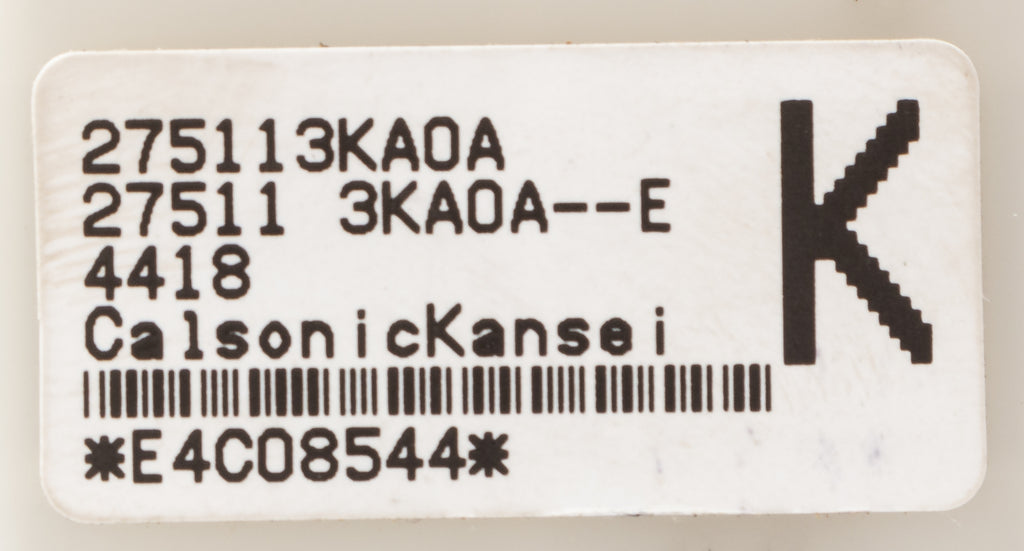 275113KA0A
27511 3KA0A--E
4418
CalsonicKansei
*E4C08544*
K